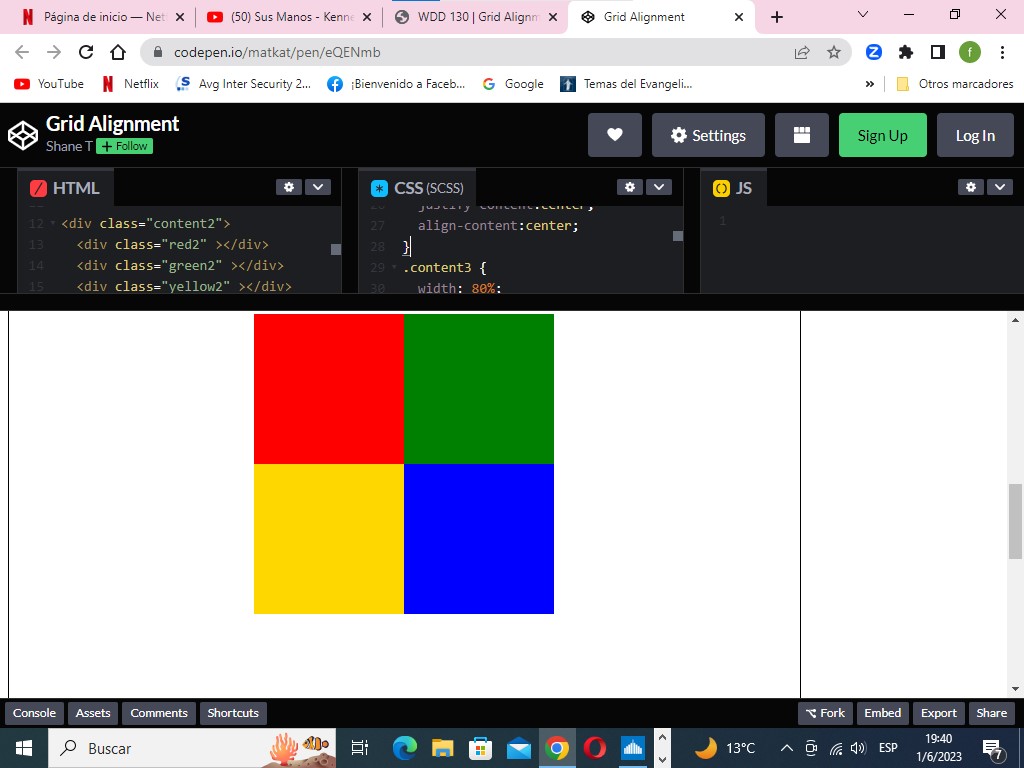 Página de inicio — Net
(50) Sus Manos - Kenne
WDD 130 | Grid Alignm
Grid Alignment
codepen.io/matkat/pen/eQENmb
f
YouTube
Netflix
Avg Inter Security 2...
¡Bienvenido a Faceb...
Google
Temas del Evangeli...
»
Otros marcadores
Grid Alignment
Shane T
+ Follow
Settings
Sign Up
Log In
HTML
CSS (SCSS)
JS
12 <div class="content2">
13 <div class="red2" ></div>
14 <div class="green2" ></div>
15 <div class="yellow2" ></div>
26 justify-content:center;
27 align-content:center;
28 }
29 .content3 {
30 width: 80%;
1
Console
Assets
Comments
Shortcuts
Fork
Embed
Export
Share
Buscar
13°C
ESP
19:40
1/6/2023
7